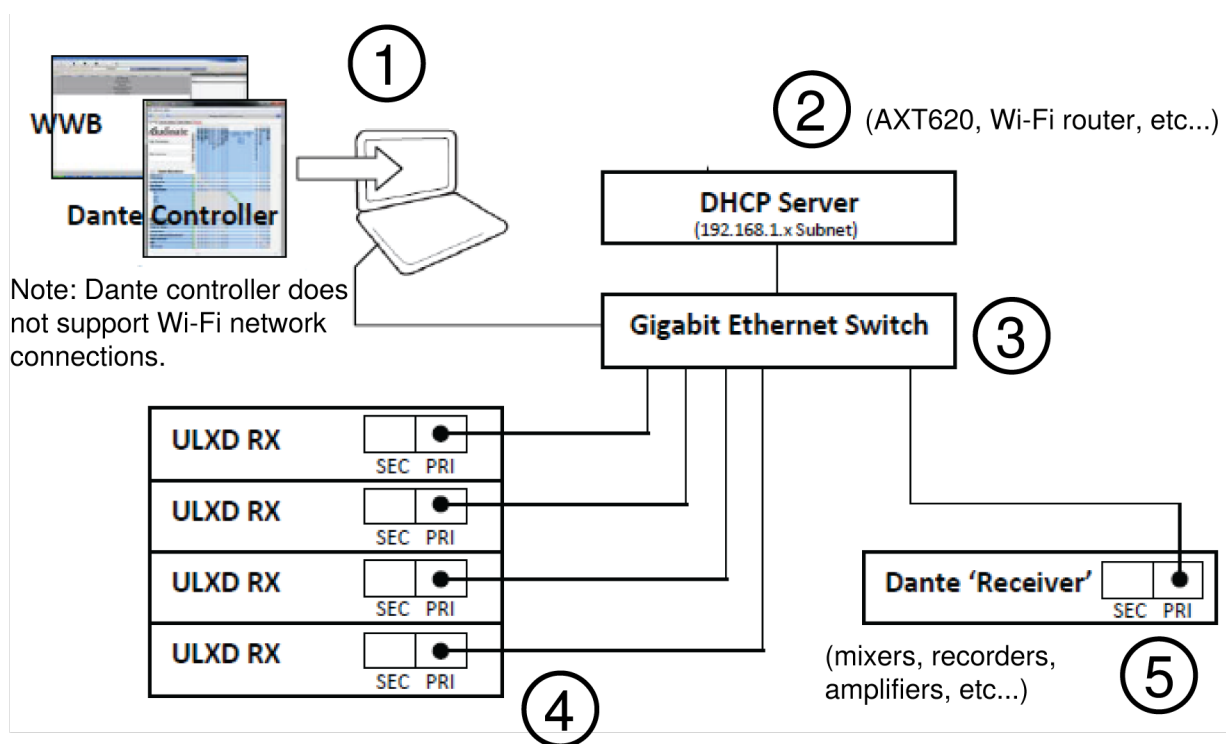 1
WWB
Audinate
Dante Controller
Note: Dante controller does
not support Wi-Fi network
connections.
2
(AXT620, Wi-Fi router, etc...)
DHCP Server
(192.168.1.x Subnet)
Gigabit Ethernet Switch
3
ULXD RX
SEC PRI
ULXD RX
SEC PRI
ULXD RX
SEC PRI
ULXD RX
SEC PRI
4
Dante ‘Receiver’
SEC PRI
(mixers, recorders,
amplifiers, etc...)
5